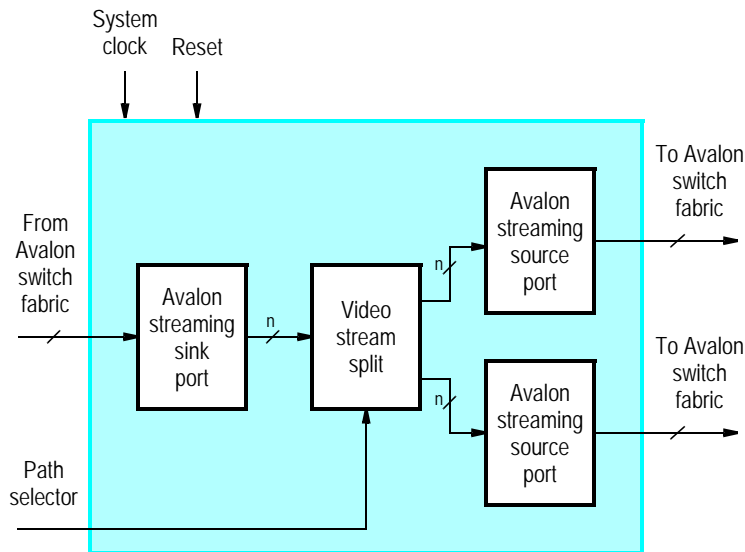 System
clock
Reset
To Avalon
switch
fabric
From
Avalon
switch
fabric
Avalon
streaming
source
port
n
Avalon
streaming
sink
port
n
Video
stream
split
To Avalon
switch
fabric
n
Avalon
streaming
source
port
Path
selector